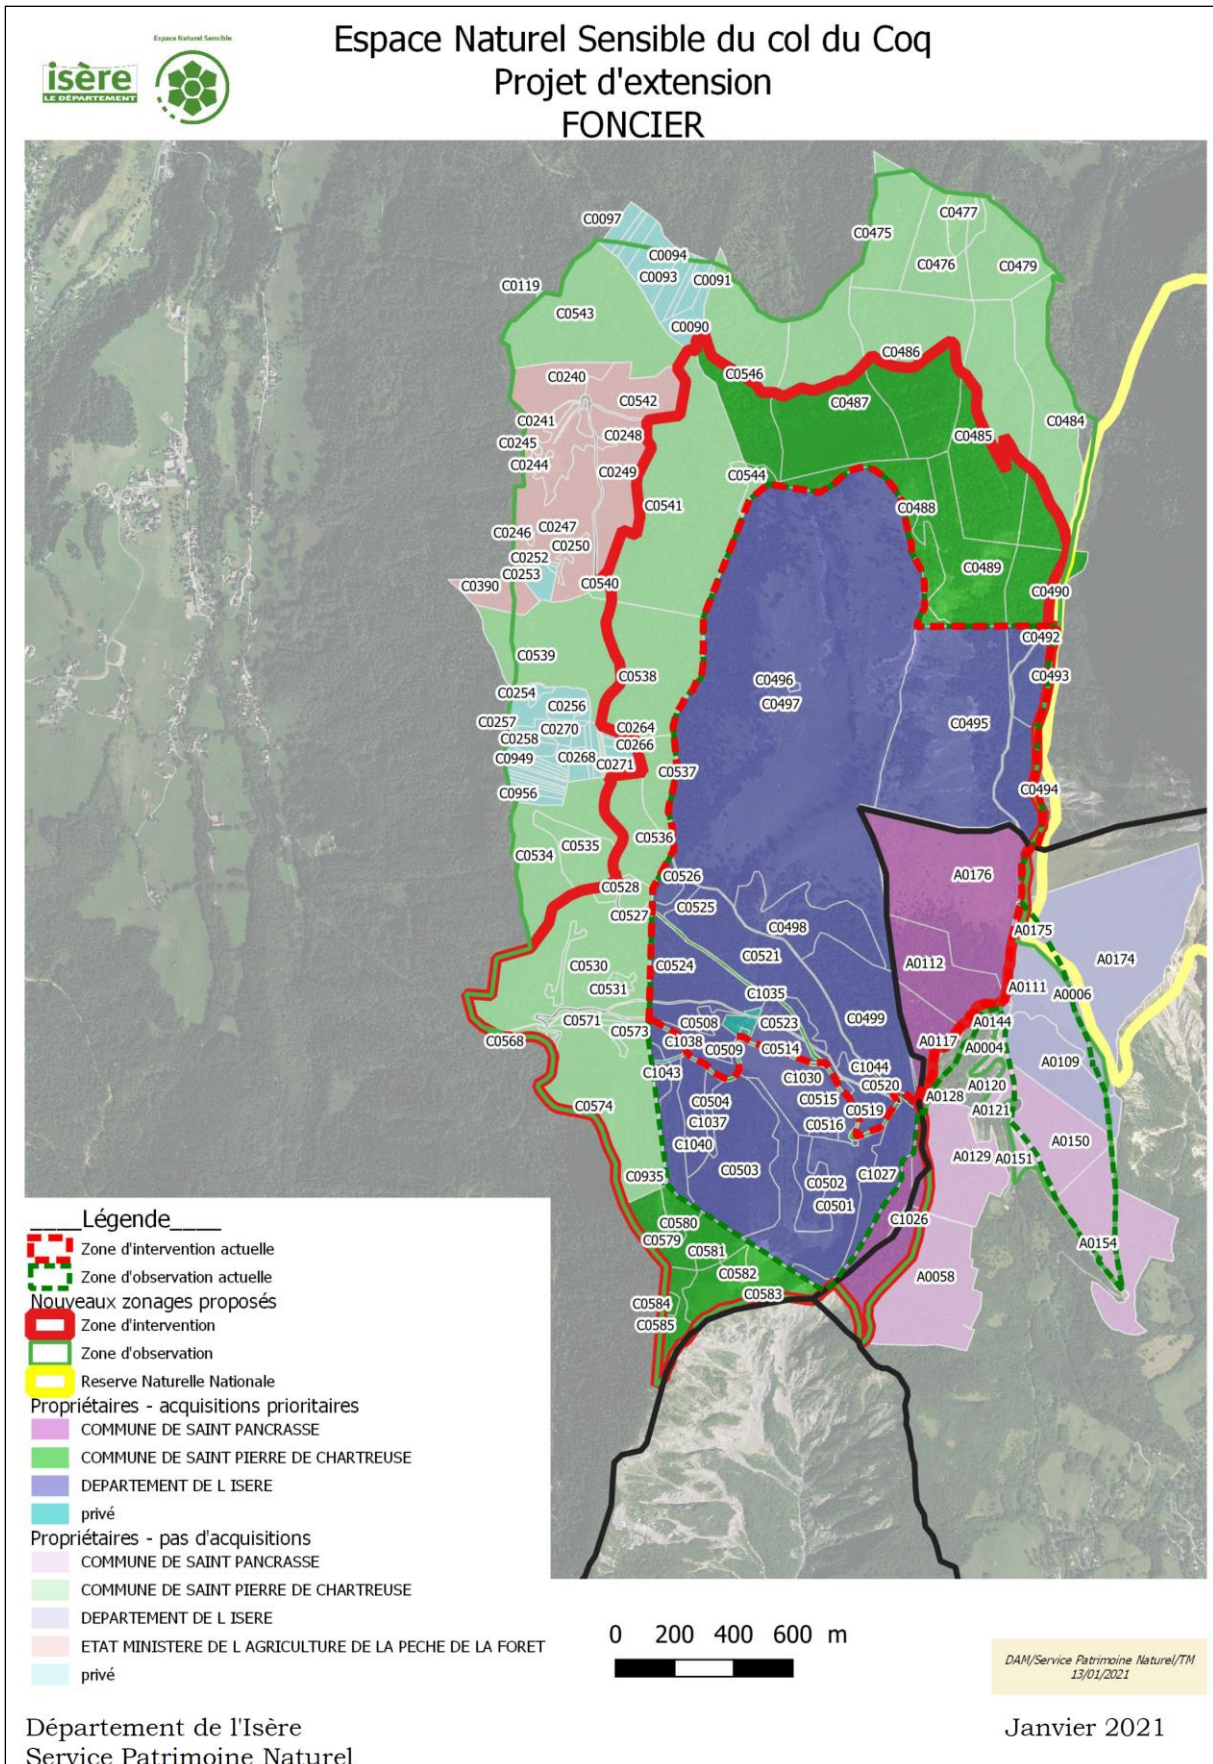 Espace Naturel Sensible du col du Coq
Projet d'extension
FONCIER
isère
LE DÉPARTEMENT
Espace Naturel Sensible
C0097
C0477
C0475
C0094
C0476
C0479
C0093
C0091
C0119
C0543
C0090
C0486
C0546
C0240
C0542
C0487
C0241
C0484
C0248
C0485
C0245
C0244
C0249
C0544
C0541
C0488
C0247
C0246
C0250
C0252
C0489
C0253
C0540
C0390
C0490
C0492
C0539
C0538
C0493
C0496
C0254
C0497
C0256
C0257
C0270
C0264
C0495
C0258
C0266
C0949
C0268
C0271
C0537
C0956
C0494
C0536
C0535
C0534
C0526
A0176
C0528
C0525
C0527
C0498
A0175
C0521
A0174
C0530
C0524
A0112
C0531
A0111
A0006
C1035
C0571
C0508
C0523
C0499
A0144
C0573
C0568
C1038
A0117
C0509
C0514
A0004
A0109
C1043
C1044
C1030
C0520
A0120
C0504
C0515
A0128
C0574
C0519
A0121
C1037
C0516
A0150
C1040
A0129
A0151
C0503
C1027
C0935
C0502
C0501
C1026
C0580
C0579
A0154
C0581
C0582
A0058
C0583
C0584
C0585
____Légende____
Zone d'intervention actuelle
Zone d'observation actuelle
Nouveaux zonages proposés
Zone d'intervention
Zone d'observation
Reserve Naturelle Nationale
Propriétaires - acquisitions prioritaires
COMMUNE DE SAINT PANCRASSE
COMMUNE DE SAINT PIERRE DE CHARTREUSE
DEPARTEMENT DE L ISERE
privé
Propriétaires - pas d'acquisitions
COMMUNE DE SAINT PANCRASSE
COMMUNE DE SAINT PIERRE DE CHARTREUSE
DEPARTEMENT DE L ISERE
ETAT MINISTERE DE L AGRICULTURE DE LA PECHE DE LA FORET
privé
0 200 400 600 m
DAM/Service Patrimoine Naturel/TM
13/01/2021
Département de l'Isère
Service Patrimoine Naturel
Janvier 2021